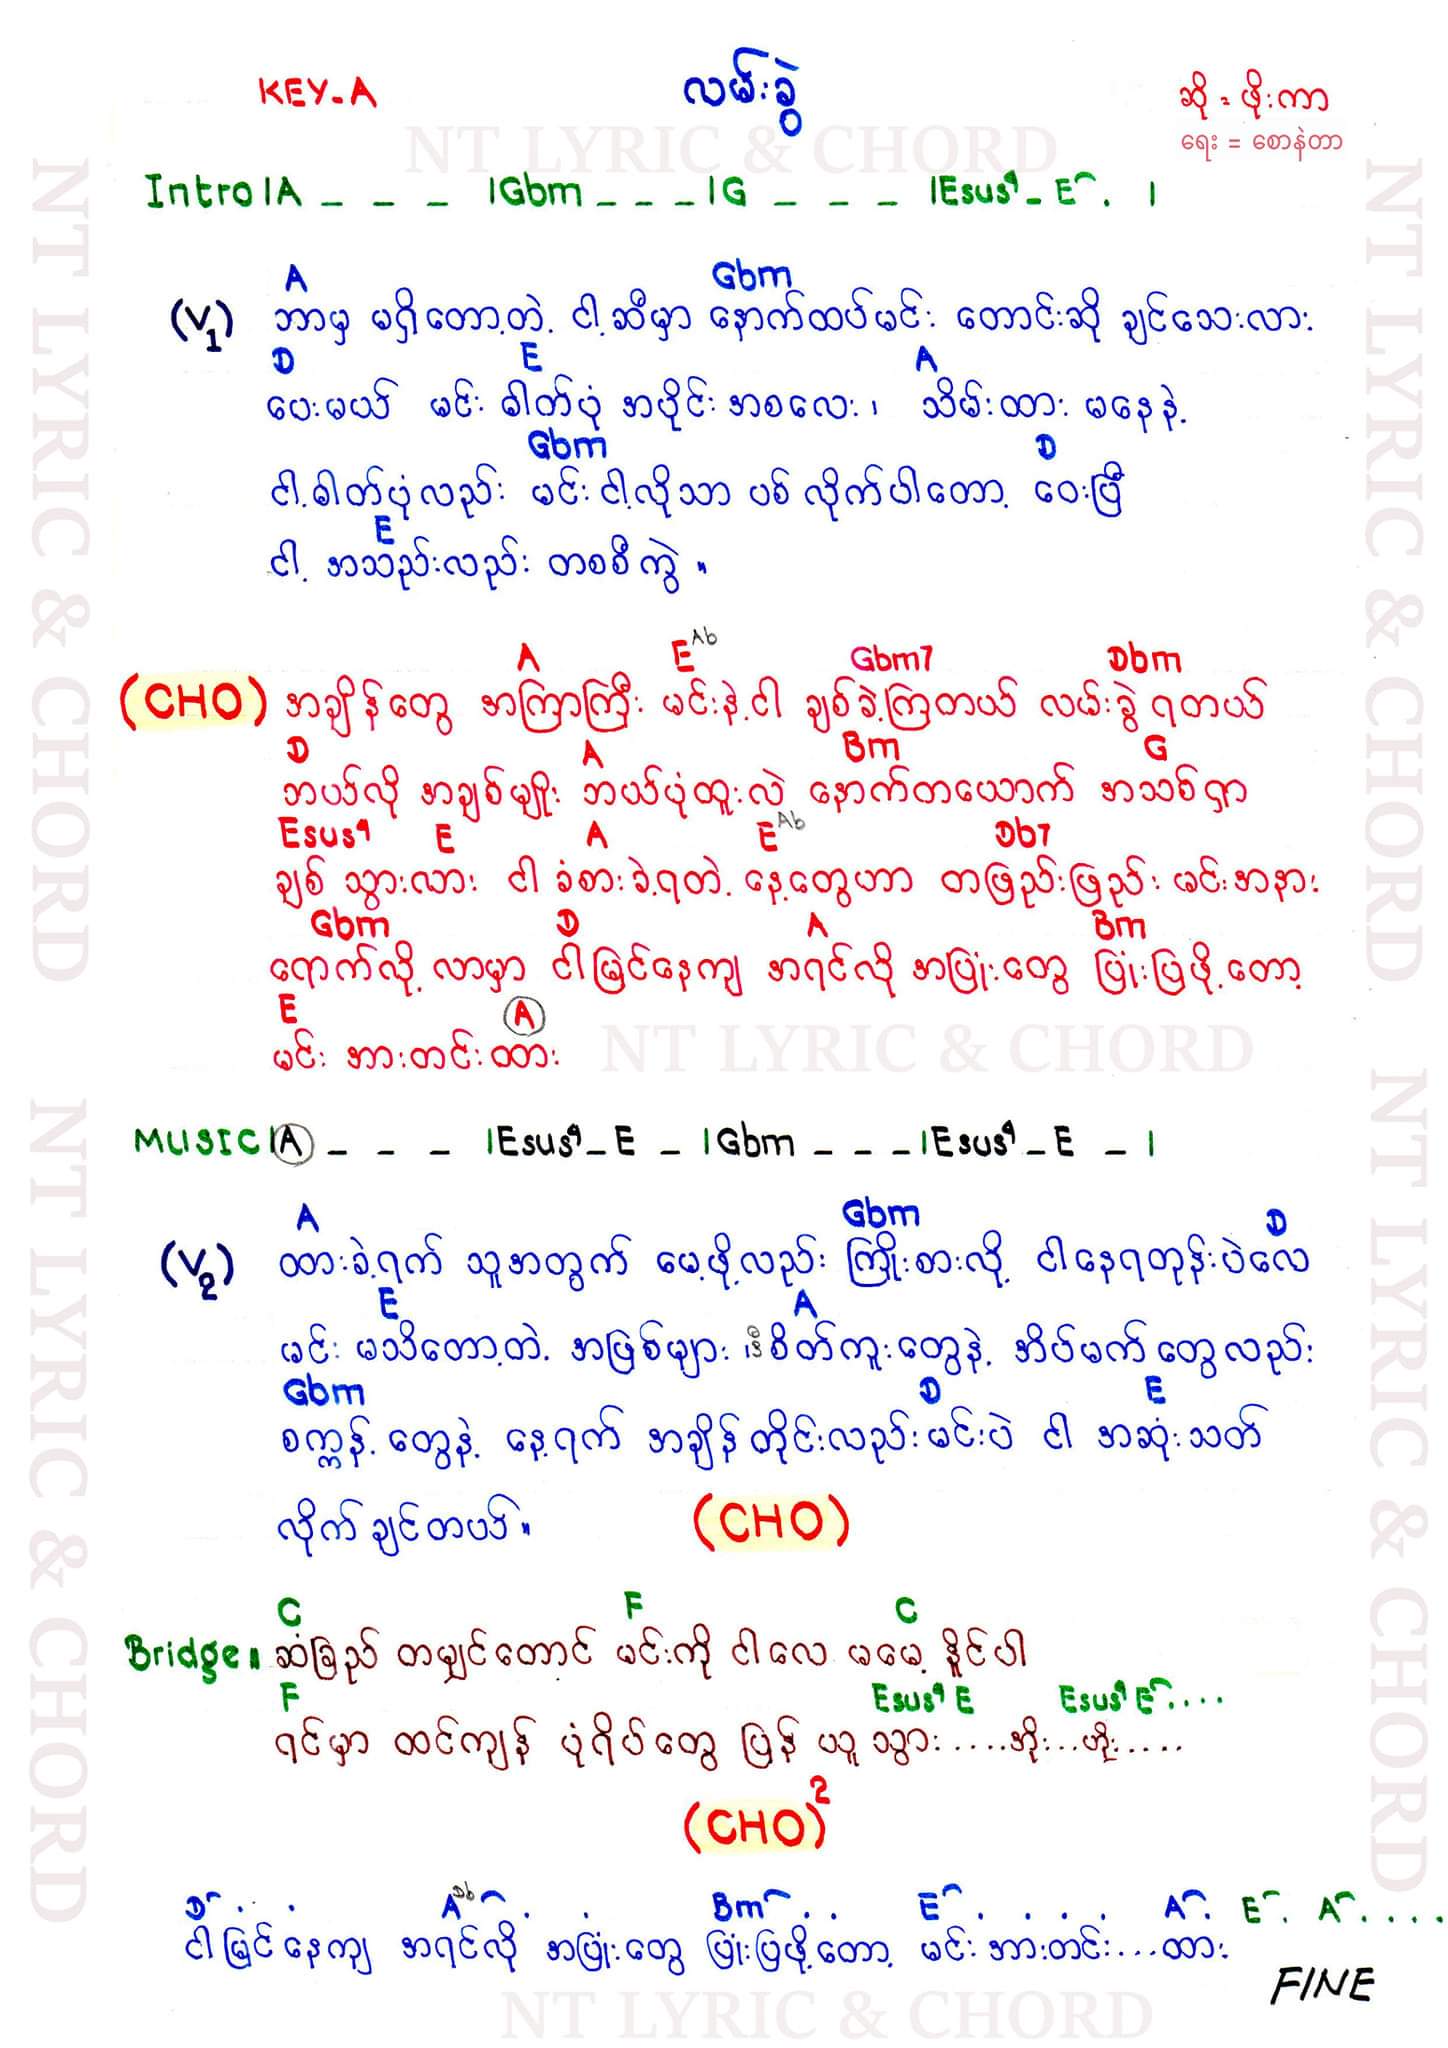 KEY-A
လမ်းခွဲ
ဆို = ဖိုးကာ
ရေး = စောနဲတာ
NT LYRIC & CHORD
Intro|A _ _ _ |Gbm _ _ _ |G _ _ _ |Esus4 _ E . |
A Gbm
(V1) ဘာမှ မရှိတော့တဲ့ ငါ့ဆီမှာ နောက်ထပ်မင်း တောင်းဆို ချင်သေးလား
D E A
ပေးမယ် မင်း ဓါတ်ပုံ အပိုင်းအစလေး၊ သိမ်းထား မနေနဲ့
Gbm D
ငါ့ဓါတ်ပုံလည်း မင်း ငါ့လိုသာ ပစ်လိုက်ပါတော့ ဝေးပြီ
E
ငါ့ အသည်းလည်း တစစီကွဲ ။
A E Ab Gbm7 Dbm
(CHO) အချိန်တွေ အကြာကြီး မင်းနဲ့ငါ ချစ်ခဲ့ကြတယ် လမ်းခွဲ ရတယ်
D A Bm G
ဘယ်လို အချစ်မျိုး ဘယ်ပုံထူးလဲ နောက်တယောက် အသစ်ရှာ
Esus4 E A E Ab Db7
ချစ် သွားလား ငါ ခံစားခဲ့ရတဲ့ နေ့တွေဟာ တဖြည်းဖြည်း မင်းအနား
Gbm D A Bm
ရောက်လို့ လာမှာ ငါမြင်နေကျ အရင်လို အပြုံးတွေ ပြုံးပြဖို့တော့
E A
မင်း အားတင်းထား
NT LYRIC & CHORD
MUSIC|A _ _ _ |Esus4 _ E _ |Gbm _ _ _ |Esus4 _ E _ |
A Gbm D
(V2) ထားခဲ့ရက် သူအတွက် မေ့ဖို့လည်း ကြိုးစားလို့ ငါနေရတုန်းပဲလေ
E A
မင်း မသိတော့တဲ့ အဖြစ်များ ၊ဒီစိတ်ကူးတွေနဲ့ အိပ်မက်တွေလည်း
Gbm D E
စက္ကန့်တွေနဲ့ နေ့ရက် အချိန်တိုင်းလည်းမင်းပဲ ငါ အဆုံးသတ်
လိုက်ချင်တယ်။ (CHO)
C F C
Bridge။ ဆံခြည် တမျှင်တောင် မင်းကို ငါလေ မမေ့ နိူင်ပါ
F Esus4 E Esus4 E ....
ရင်မှာ ထင်ကျန် ပုံရိပ်တွေ ပြန် ယူ သွား ....အိုး...ဟိုး.....
(CHO)2
D . . A Db . . Bm . . E . . . . A . E . A . . . .
ငါမြင်နေကျ အရင်လို အပြုံးတွေ ပြုံးပြဖို့တော့ မင်း အားတင်း...ထား
FINE
NT LYRIC & CHORD
NT LYRIC & CHORD
NT LYRIC & CHORD
NT LYRIC & CHORD
NT LYRIC & CHORD